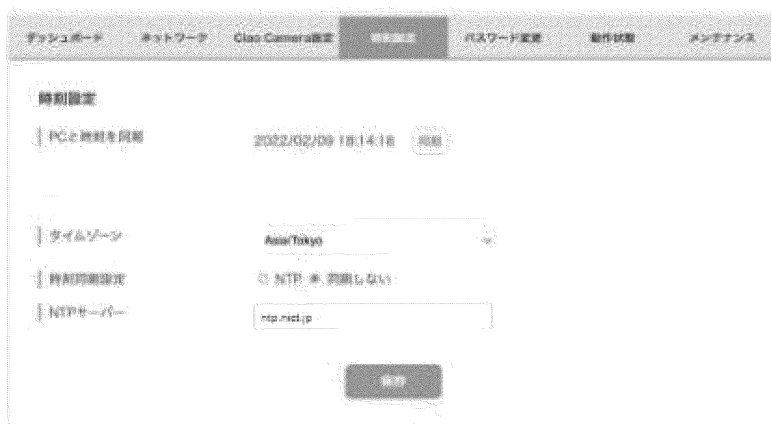 ダッシュボード ネットワーク Ciao Camera設定 時刻設定 パスワード変更 動作状態 メンテナンス
時刻設定
PCと時刻を同期 2022/02/09 18:14:18 同期
タイムゾーン Asia/Tokyo
時刻同期設定 NTP 同期しない
NTPサーバー ntp.nict.jp
保存